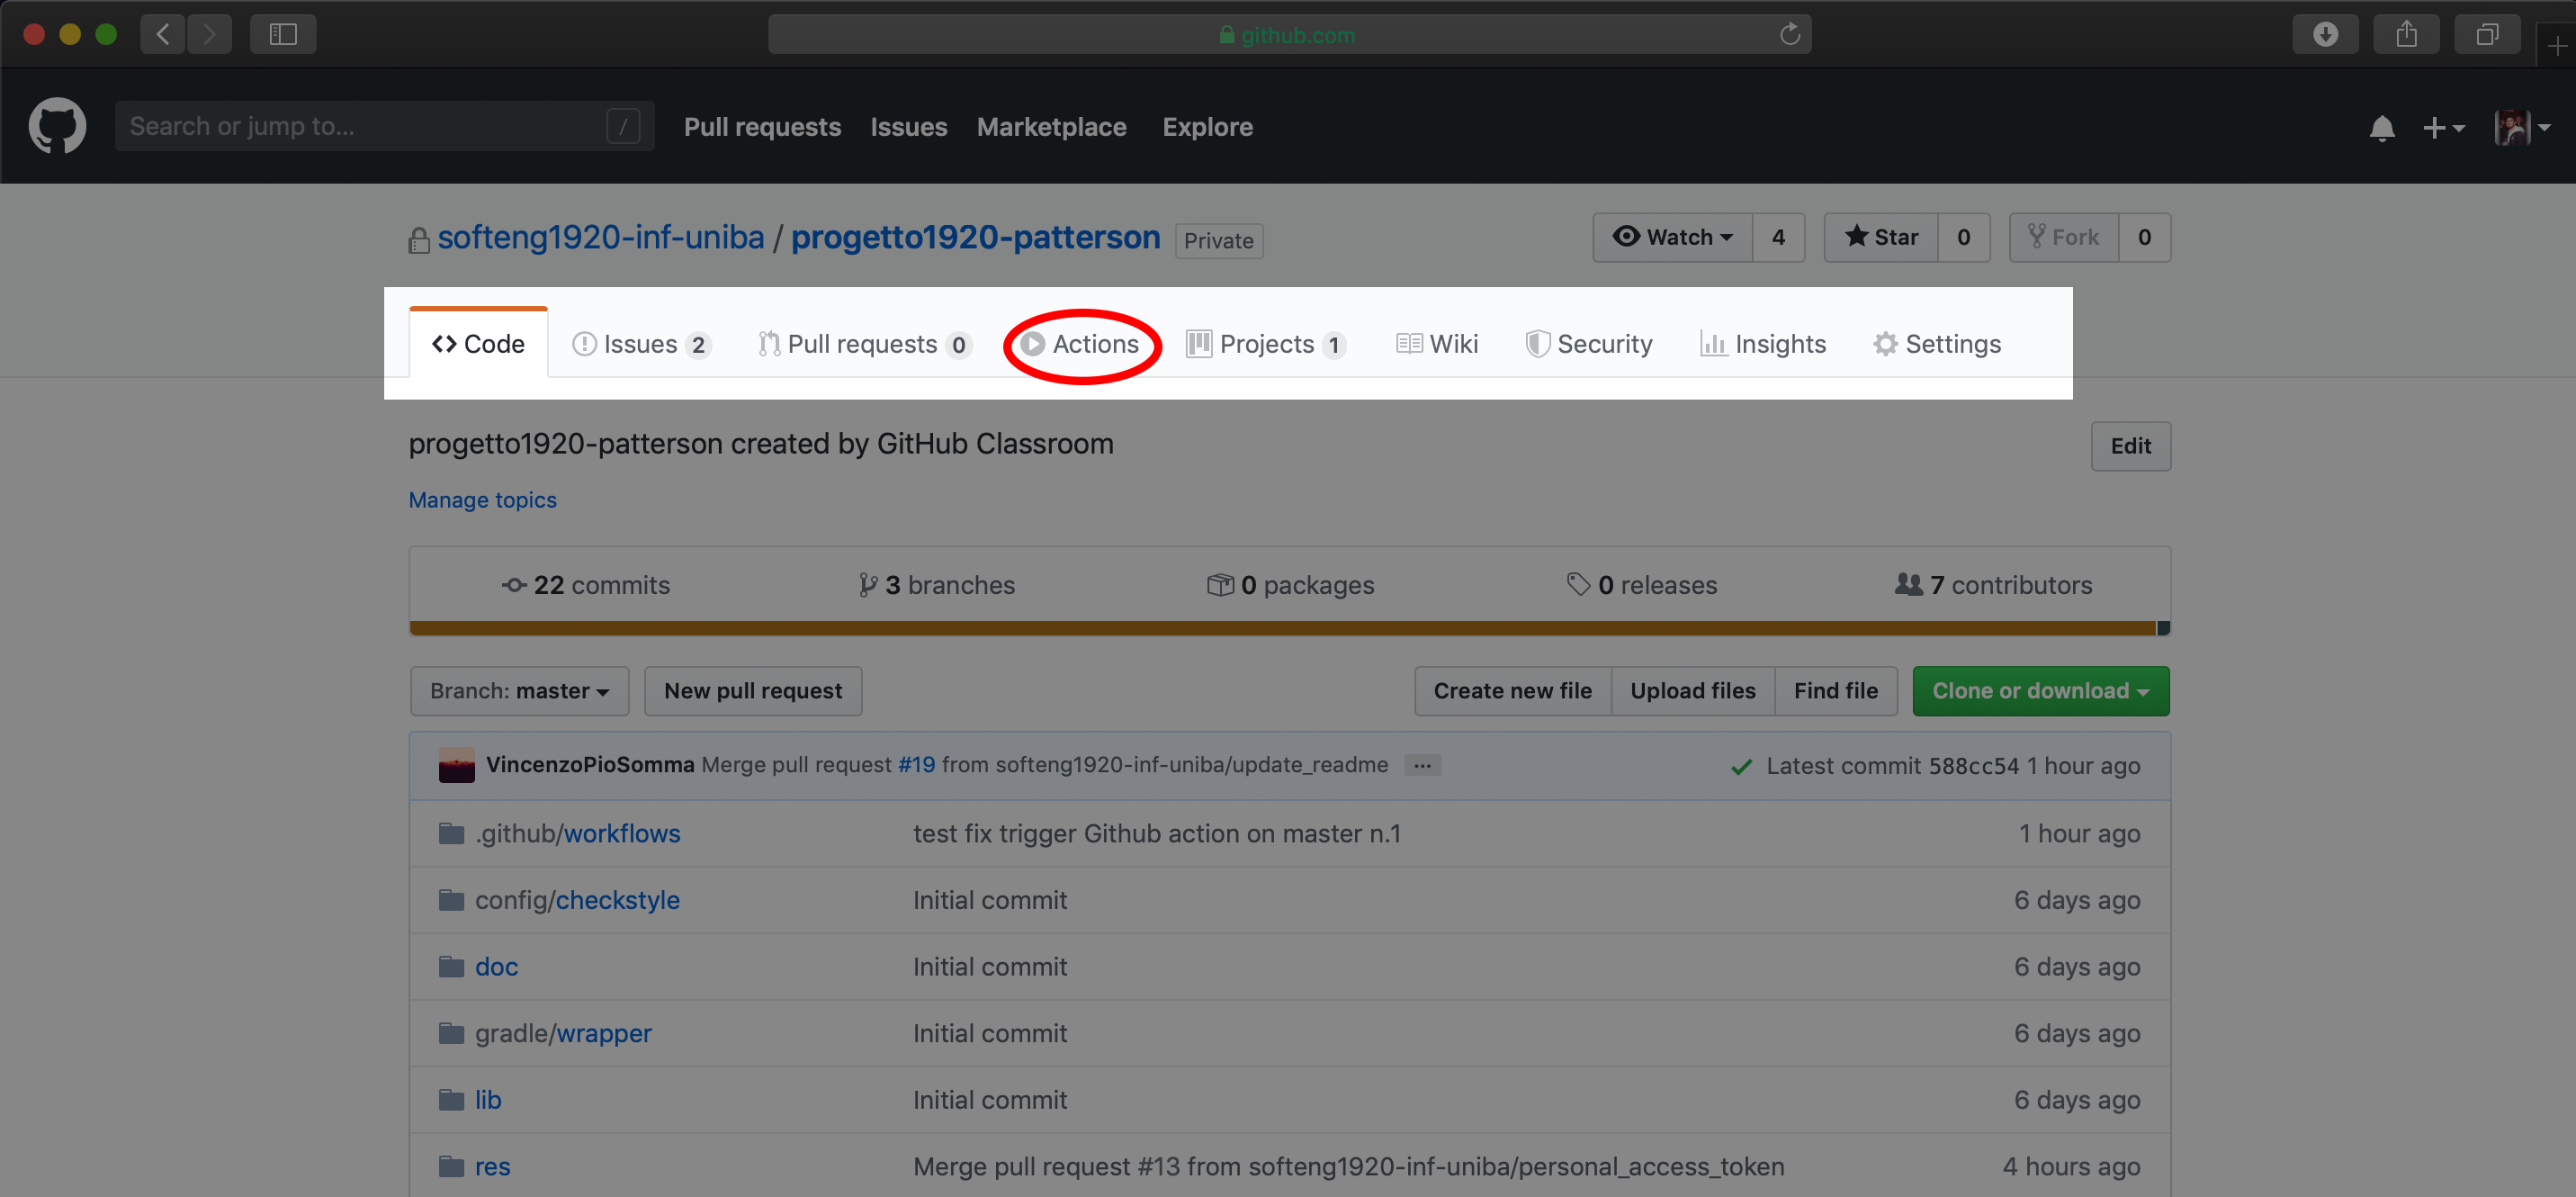 github.com
Search or jump to... / Pull requests Issues Marketplace Explore
softeng1920-inf-uniba / progetto1920-patterson Private Watch 4 Star 0 Fork 0
Code Issues 2 Pull requests 0 Actions Projects 1 Wiki Security Insights Settings
progetto1920-patterson created by GitHub Classroom Edit
Manage topics
22 commits 3 branches 0 packages 0 releases 7 contributors
Branch: master New pull request Create new file Upload files Find file Clone or download
VincenzoPioSomma Merge pull request #19 from softeng1920-inf-uniba/update_readme ... Latest commit 588cc54 1 hour ago
.github/workflows test fix trigger Github action on master n.1 1 hour ago
config/checkstyle Initial commit 6 days ago
doc Initial commit 6 days ago
gradle/wrapper Initial commit 6 days ago
lib Initial commit 6 days ago
res Merge pull request #13 from softeng1920-inf-uniba/personal_access_token 4 hours ago